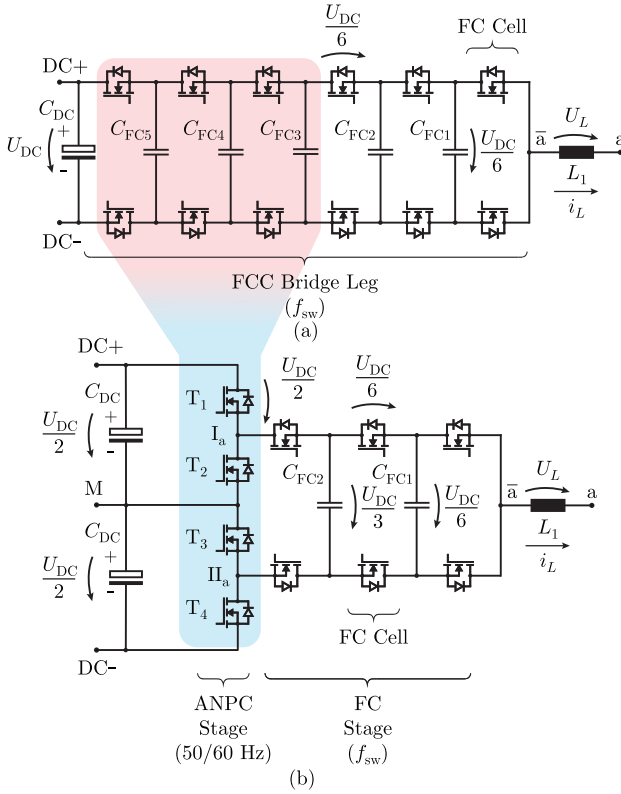 U_DC/6
FC Cell
DC+
C_DC
+
U_DC
-
C_FC5
C_FC4
C_FC3
C_FC2
C_FC1
U_DC/6
a̅
U_L
a
L_1
i_L
DC-
FCC Bridge Leg
(f_sw)
(a)
DC+
U_DC/2
U_DC/6
C_DC
+
U_DC/2
-
T_1
I_a
T_2
C_FC2
C_FC1
U_DC/3
U_DC/6
M
a̅
U_L
a
L_1
i_L
C_DC
+
U_DC/2
-
T_3
II_a
T_4
FC Cell
DC-
ANPC
Stage
(50/60 Hz)
FC
Stage
(f_sw)
(b)